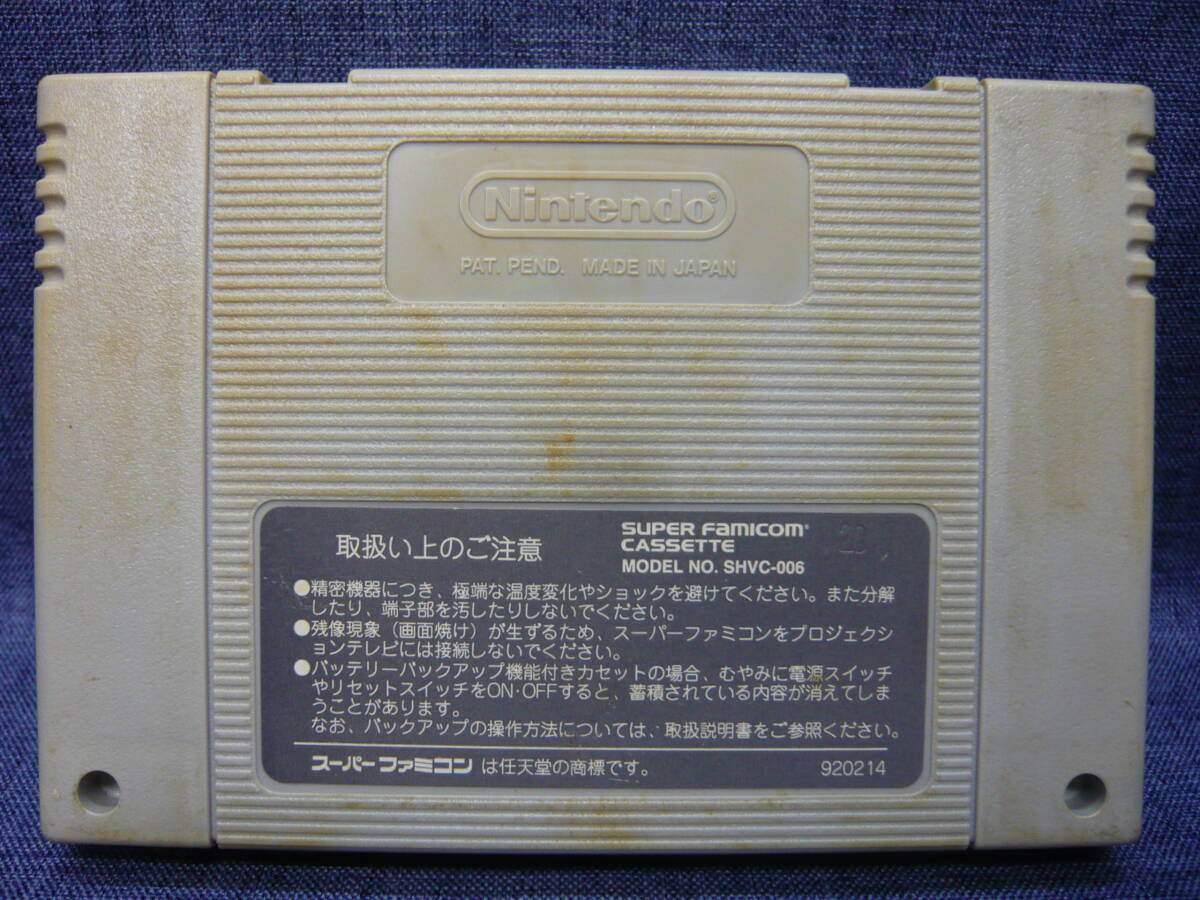 Nintendo®
PAT. PEND. MADE IN JAPAN
取扱い上のご注意
SUPER FAMICOM
CASSETTE
MODEL NO. SHVC-006
●精密機器につき、極端な温度変化やショックを避けてください。また分解
したり、端子部を汚したりしないでください。
●残像現象（画面焼け）が生ずるため、スーパーファミコンをプロジェクシ
ョンテレビには接続しないでください。
●バッテリーバックアップ機能付きカセットの場合、むやみに電源スイッチ
やリセットスイッチをON・OFFすると、蓄積されている内容が消えてしま
うことがあります。
なお、バックアップの操作方法については、取扱説明書をご参照ください。
スーパーファミコン は任天堂の商標です。
920214